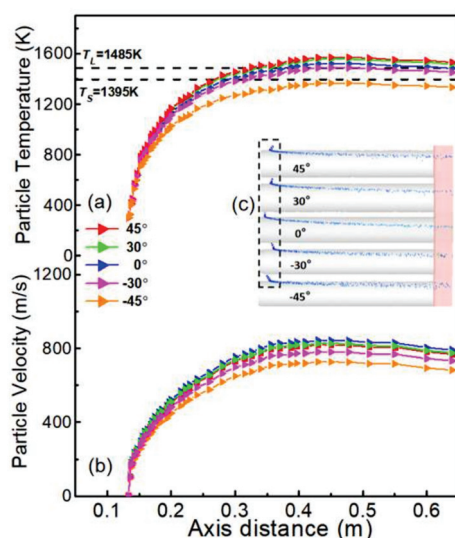 1600
1200
800
400
0
Particle Temperature (K)
T_L=1485K
T_S=1395K
(a)
45°
30°
0°
-30°
-45°
(c)
45°
30°
0°
-30°
-45°
1200
800
400
0
Particle Velocity (m/s)
(b)
0.1 0.2 0.3 0.4 0.5 0.6
Axis distance (m)